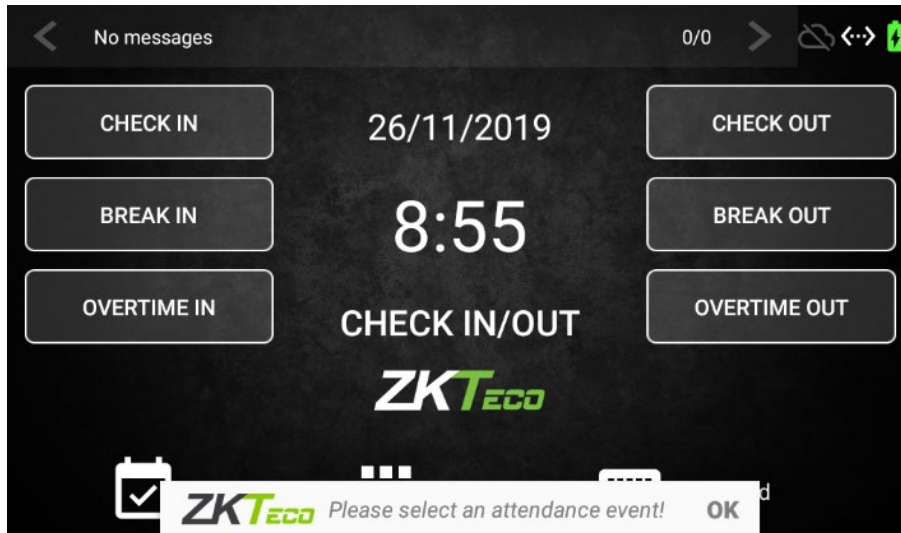 No messages 0/0
CHECK IN 26/11/2019 CHECK OUT
BREAK IN 8:55 BREAK OUT
OVERTIME IN CHECK IN/OUT OVERTIME OUT
ZKTECO
ZKTECO Please select an attendance event! OK